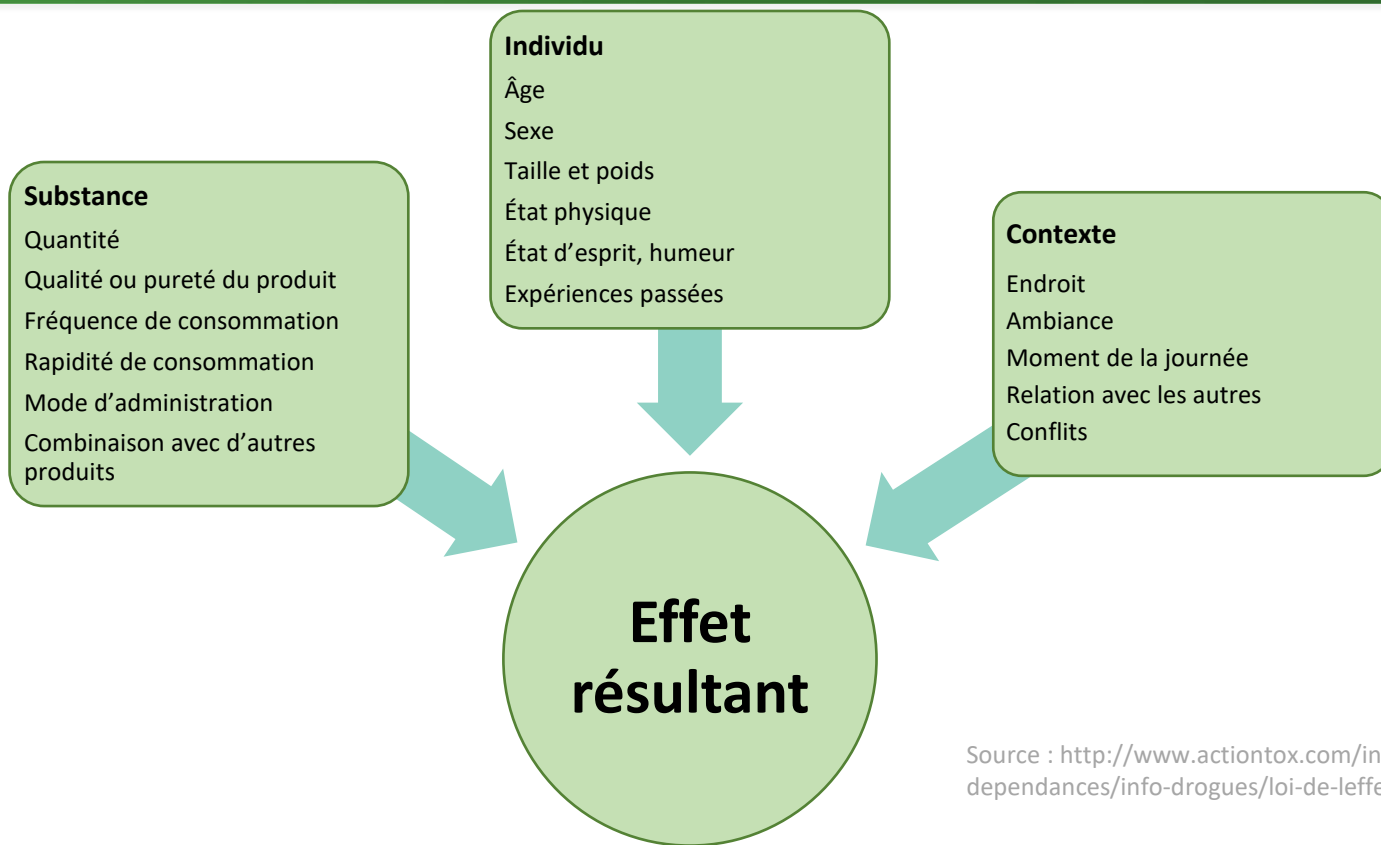 Individu
Âge
Sexe
Taille et poids
État physique
État d’esprit, humeur
Expériences passées
Substance
Quantité
Qualité ou pureté du produit
Fréquence de consommation
Rapidité de consommation
Mode d’administration
Combinaison avec d’autres
produits
Contexte
Endroit
Ambiance
Moment de la journée
Relation avec les autres
Conflits
Effet
résultant
Source : http://www.actiontox.com/in
dependances/info-drogues/loi-de-leffe